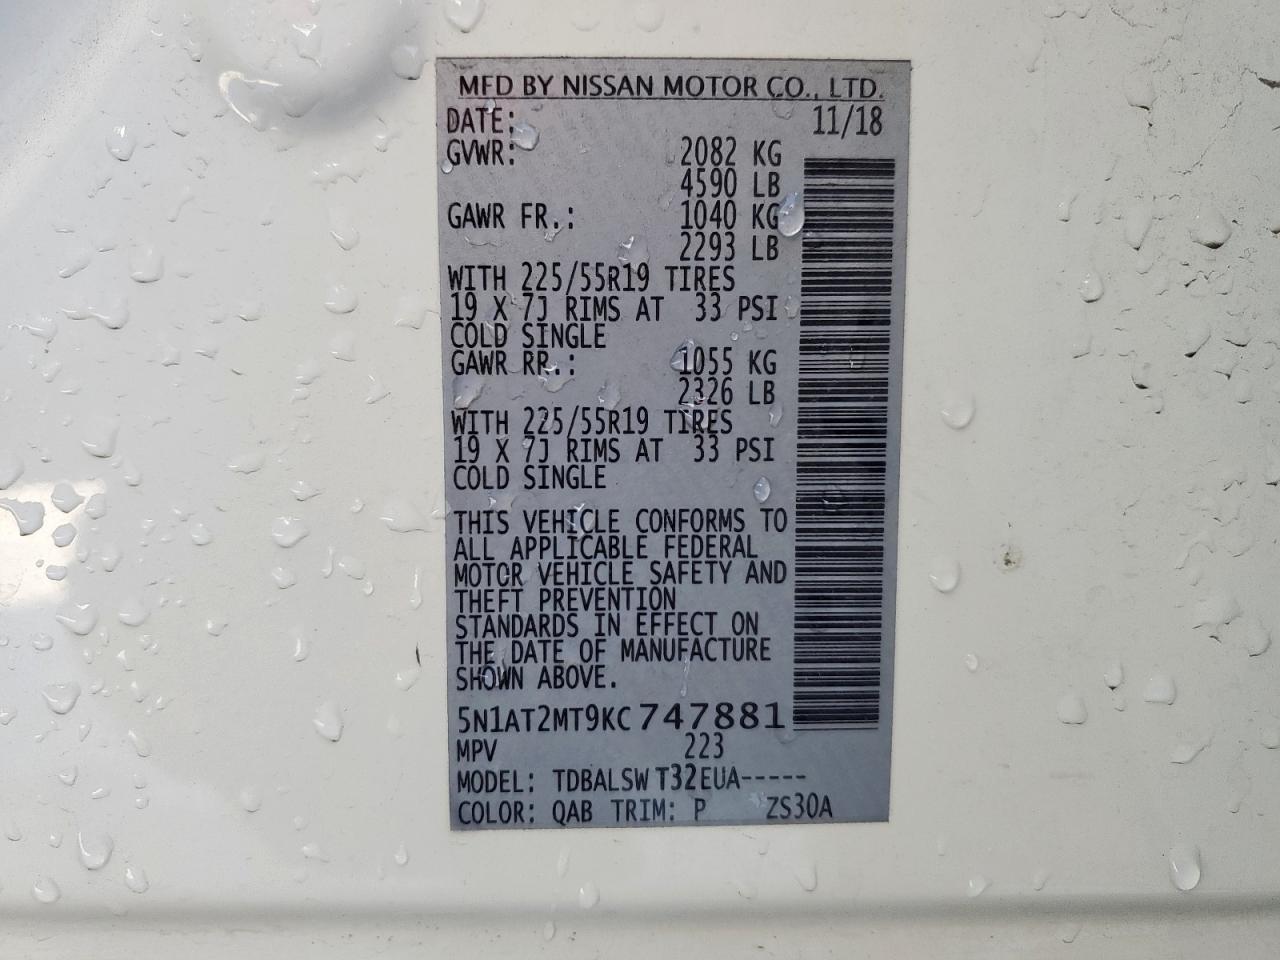 MFD BY NISSAN MOTOR CO., LTD.
DATE: 11/18
GVWR: 2082 KG
4590 LB
GAWR FR.: 1040 KG
2293 LB
WITH 225/55R19 TIRES
19 X 7J RIMS AT 33 PSI
COLD SINGLE
GAWR RR.: 1055 KG
2326 LB
WITH 225/55R19 TIRES
19 X 7J RIMS AT 33 PSI
COLD SINGLE
THIS VEHICLE CONFORMS TO
ALL APPLICABLE FEDERAL
MOTOR VEHICLE SAFETY AND
THEFT PREVENTION
STANDARDS IN EFFECT ON
THE DATE OF MANUFACTURE
SHOWN ABOVE.
5N1AT2MT9KC747881
MPV 223
MODEL: TDBALSW T32EUA-----
COLOR: QAB TRIM: P ZS30A